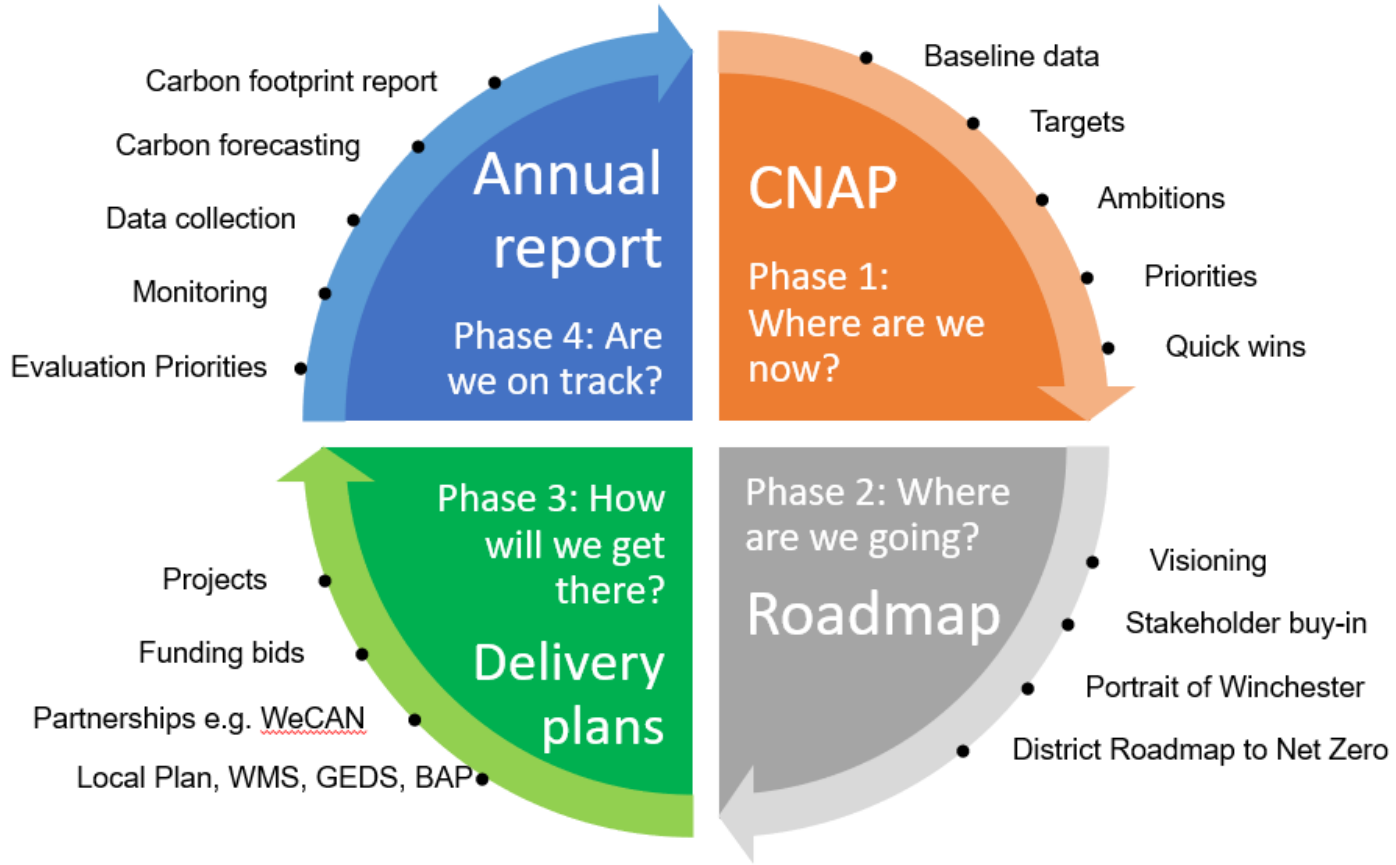 Carbon footprint report
Carbon forecasting
Data collection
Monitoring
Evaluation Priorities
Annual
report
Phase 4: Are
we on track?
CNAP
Phase 1:
Where are we
now?
Baseline data
Targets
Ambitions
Priorities
Quick wins
Phase 2: Where
are we going?
Roadmap
Visioning
Stakeholder buy-in
Portrait of Winchester
District Roadmap to Net Zero
Phase 3: How
will we get
there?
Delivery
plans
Projects
Funding bids
Partnerships e.g. WeCAN
Local Plan, WMS, GEDS, BAP